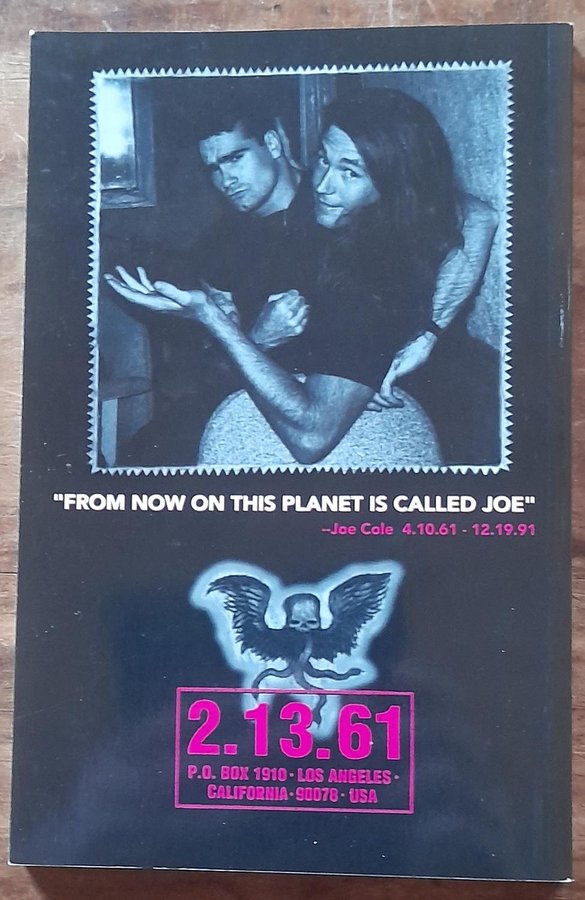 "FROM NOW ON THIS PLANET IS CALLED JOE"
--Joe Cole 4.10.61 - 12.19.91
2.13.61
P.O. BOX 1910 · LOS ANGELES ·
CALIFORNIA · 90078 · USA